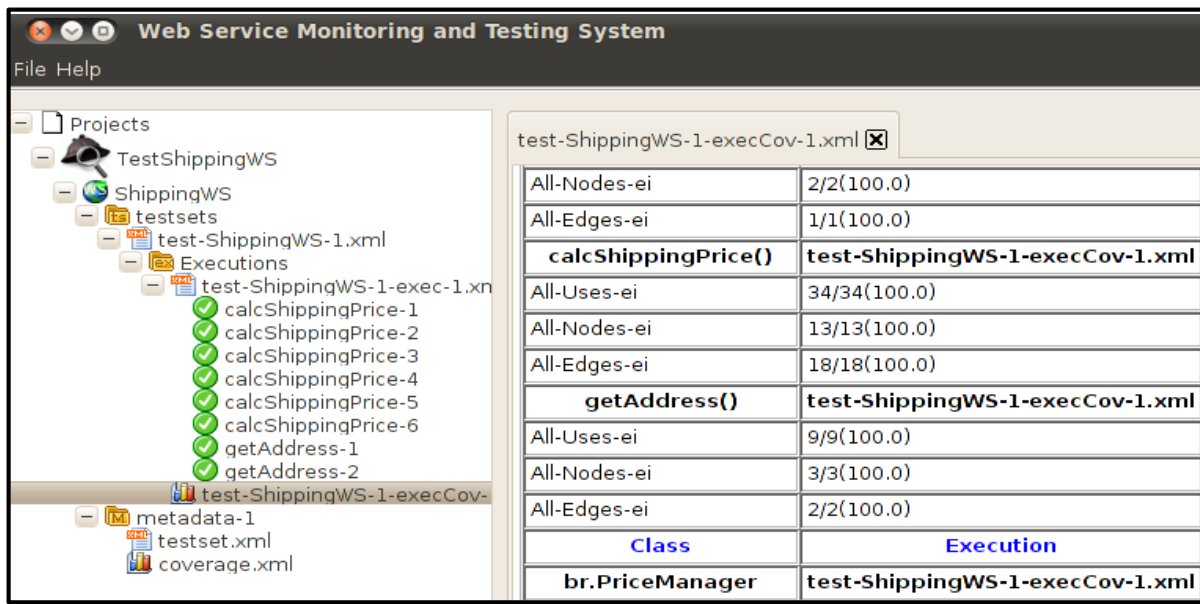 Web Service Monitoring and Testing System
File Help
Projects
TestShippingWS
ShippingWS
testsets
test-ShippingWS-1.xml
Executions
test-ShippingWS-1-exec-1.xn
calcShippingPrice-1
calcShippingPrice-2
calcShippingPrice-3
calcShippingPrice-4
calcShippingPrice-5
calcShippingPrice-6
getAddress-1
getAddress-2
test-ShippingWS-1-execCov-
metadata-1
testset.xml
coverage.xml
test-ShippingWS-1-execCov-1.xml
All-Nodes-ei 2/2(100.0)
All-Edges-ei 1/1(100.0)
calcShippingPrice() test-ShippingWS-1-execCov-1.xml
All-Uses-ei 34/34(100.0)
All-Nodes-ei 13/13(100.0)
All-Edges-ei 18/18(100.0)
getAddress() test-ShippingWS-1-execCov-1.xml
All-Uses-ei 9/9(100.0)
All-Nodes-ei 3/3(100.0)
All-Edges-ei 2/2(100.0)
Class Execution
br.PriceManager test-ShippingWS-1-execCov-1.xml